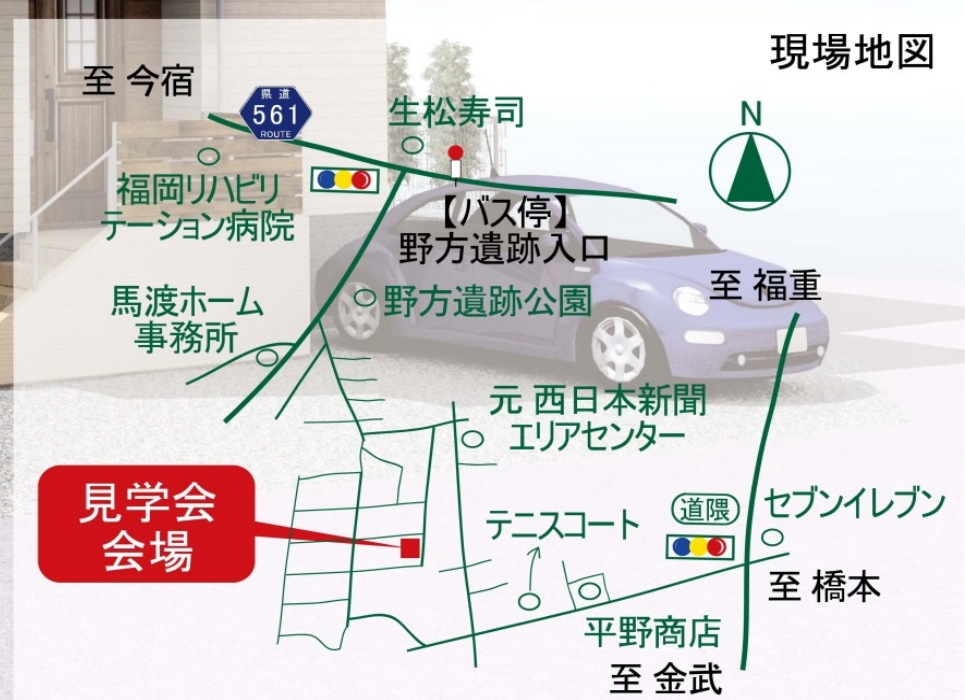 現場地図
至 今宿
県道
561
ROUTE
生松寿司
N
福岡リハビリ
テーション病院
【バス停】
野方遺跡入口
至 福重
馬渡ホーム
事務所
野方遺跡公園
元 西日本新聞
エリアセンター
見学会
会場
テニスコート
道隈
セブンイレブン
至 橋本
平野商店
至 金武